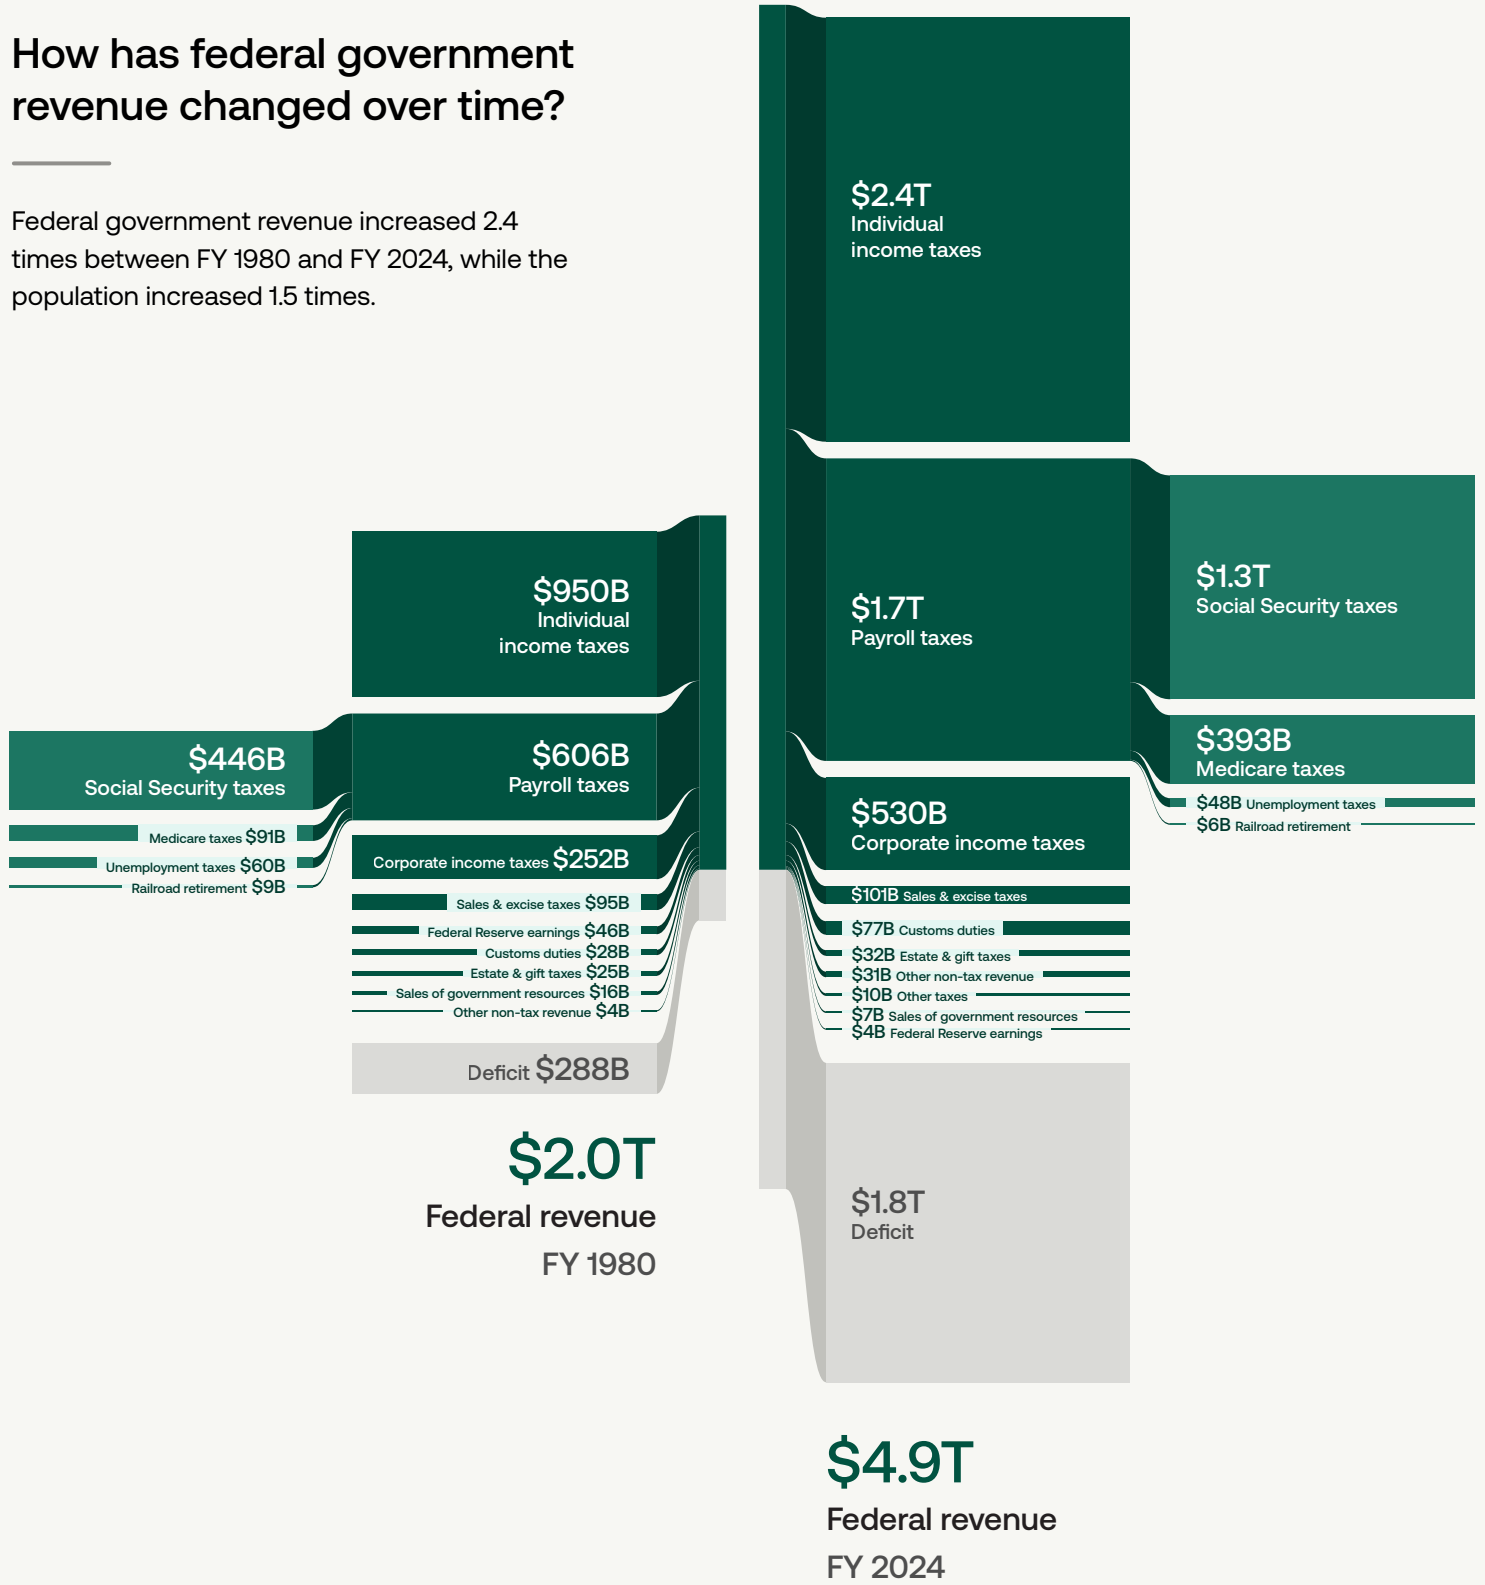 How has federal government
revenue changed over time?
Federal government revenue increased 2.4
times between FY 1980 and FY 2024, while the
population increased 1.5 times.
$950B
Individual
income taxes
$446B
Social Security taxes
Medicare taxes $91B
Unemployment taxes $60B
Railroad retirement $9B
$606B
Payroll taxes
Corporate income taxes $252B
Sales & excise taxes $95B
Federal Reserve earnings $46B
Customs duties $28B
Estate & gift taxes $25B
Sales of government resources $16B
Other non-tax revenue $4B
Deficit $288B
$2.0T
Federal revenue
FY 1980
$2.4T
Individual
income taxes
$1.7T
Payroll taxes
$1.3T
Social Security taxes
$393B
Medicare taxes
$48B Unemployment taxes
$6B Railroad retirement
$530B
Corporate income taxes
$101B Sales & excise taxes
$77B Customs duties
$32B Estate & gift taxes
$31B Other non-tax revenue
$10B Other taxes
$7B Sales of government resources
$4B Federal Reserve earnings
$1.8T
Deficit
$4.9T
Federal revenue
FY 2024